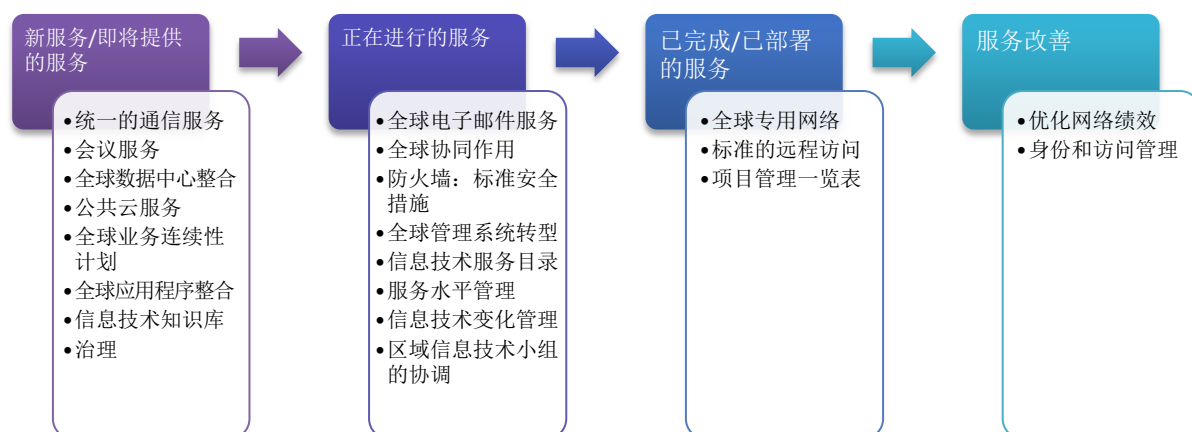 新服务/即将提供
的服务
•统一的通信服务
•会议服务
•全球数据中心整合
•公共云服务
•全球业务连续性
计划
•全球应用程序整合
•信息技术知识库
•治理
正在进行的服务
•全球电子邮件服务
•全球协同作用
•防火墙：标准安全
措施
•全球管理系统转型
•信息技术服务目录
•服务水平管理
•信息技术变化管理
•区域信息技术小组
的协调
已完成/已部署
的服务
•全球专用网络
•标准的远程访问
•项目管理一览表
服务改善
•优化网络绩效
•身份和访问管理